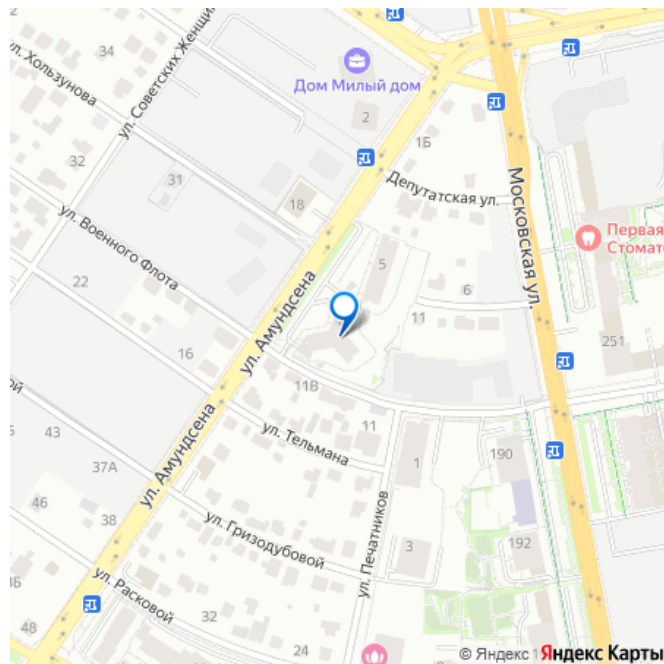 34
ул. Хользунова
ул. Советских Женщин
Дом Милый дом
2
1Б
32
31
18
Депутатская ул.
Московская ул.
ул. Военного Флота
Первая
Стомато
5
22
6
11
251
ул. Амундсена
16
11В
ул. Амундсена
ул. Тельмана
11
43
37А
190
1
46
38
ул. Гризодубовой
ул. Печатников
3
192
ул. Расковой
32
48
24
© Яндекс
Яндекс Карты